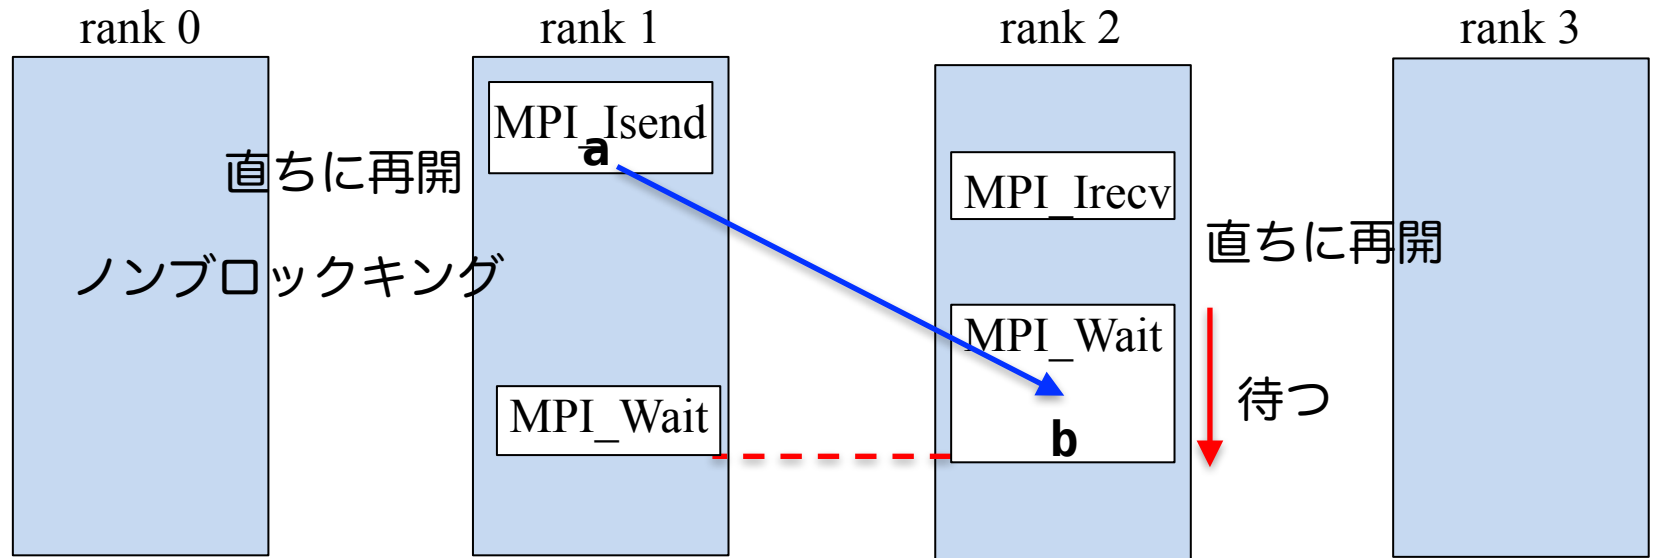 rank 0
rank 1
rank 2
rank 3
MPI_Isend
a
直ちに再開
MPI_Irecv
直ちに再開
ノンブロックキング
MPI_Wait
待つ
MPI_Wait
b